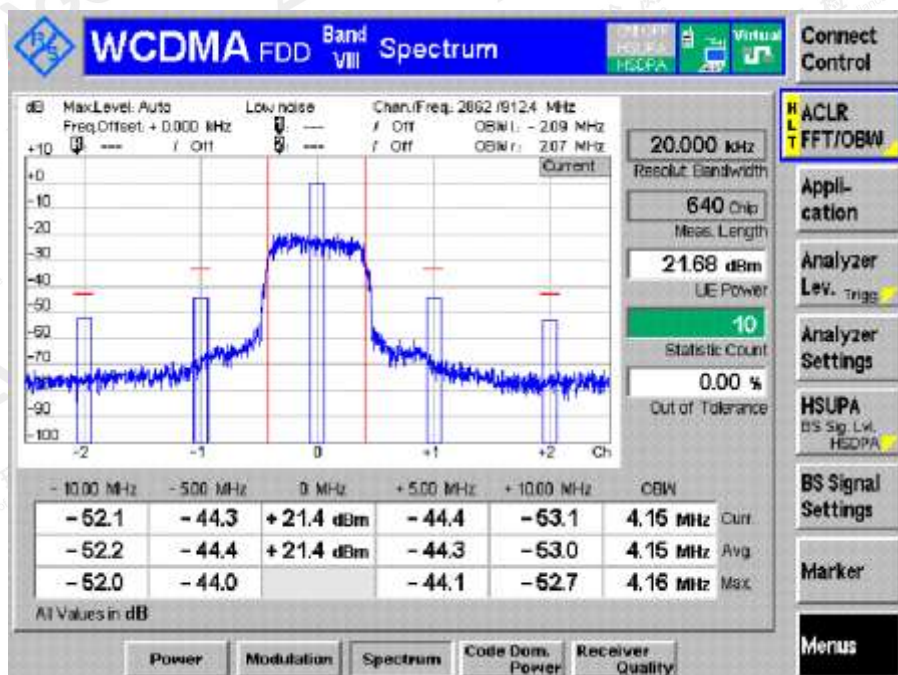 WCDMA FDD Band VIII Spectrum
HSUPA
HSDPA
Virtual
Connect Control
dB Max.Level: Auto Low noise Chan./Freq.: 2862 /912.4 MHz
Freq.Offset: + 0.000 kHz 1: --- / Off OBW l: - 2.09 MHz
3: --- / Off 2: --- / Off OBW r: 2.07 MHz
Current
+10
+0
-10
-20
-30
-40
-50
-60
-70
-90
-100
-2 -1 0 +1 +2 Ch
20.000 kHz
Resolut. Bandwidth
640 Chip
Meas. Length
21.68 dBm
UE Power
10
Statistic Count
0.00 %
Out of Tolerance
- 10.00 MHz - 5.00 MHz 0 MHz + 5.00 MHz + 10.00 MHz OBW
- 52.1 - 44.3 + 21.4 dBm - 44.4 - 53.1 4.15 MHz Curr.
- 52.2 - 44.4 + 21.4 dBm - 44.3 - 53.0 4.15 MHz Avg.
- 52.0 - 44.0 - 44.1 - 52.7 4.16 MHz Max.
All Values in dB
Power Modulation Spectrum Code Dom. Power Receiver Quality
HLT
ACLR
FFT/OBW
Appli-
cation
Analyzer
Lev. Trigg
Analyzer
Settings
HSUPA
BS Sig. Lvl.
HSDPA
BS Signal
Settings
Marker
Menus